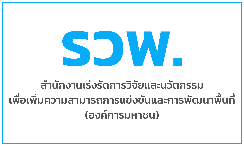 รวพ.
สำนักงานเร่งรัดการวิจัยและนวัตกรรม
เพื่อเพิ่มความสามารถการแข่งขันและการพัฒนาพื้นที่
(องค์การมหาชน)